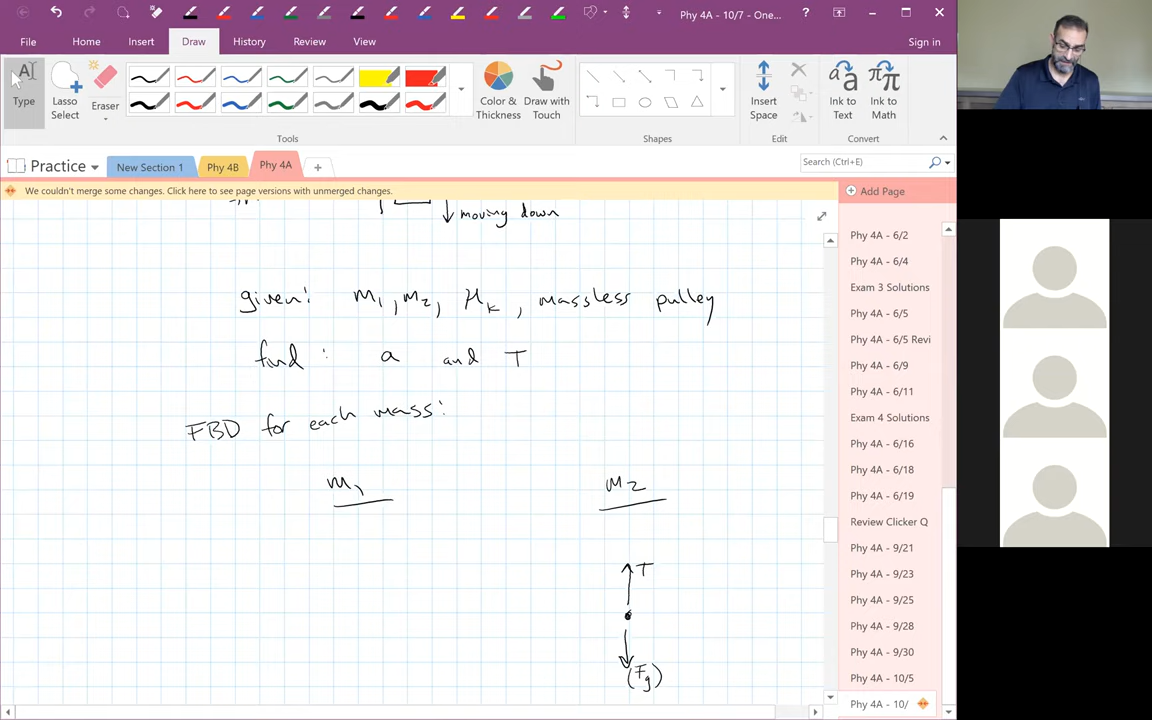 Phy 4A - 10/7 - One...
File Home Insert Draw History Review View Sign in
Type
Lasso Select
Eraser
Color & Thickness
Draw with Touch
Insert Space
Ink to Text
Ink to Math
Tools
Shapes
Edit
Convert
Practice
New Section 1
Phy 4B
Phy 4A
Search (Ctrl+E)
We couldn't merge some changes. Click here to see page versions with unmerged changes.
Add Page
moving down
given: m₁, m₂, μₖ, massless pulley
find: a and T
FBD for each mass:
m₁
m₂
T
(Fg)
Phy 4A - 6/2
Phy 4A - 6/4
Exam 3 Solutions
Phy 4A - 6/5
Phy 4A - 6/5 Revi
Phy 4A - 6/9
Phy 4A - 6/11
Exam 4 Solutions
Phy 4A - 6/16
Phy 4A - 6/18
Phy 4A - 6/19
Review Clicker Q
Phy 4A - 9/21
Phy 4A - 9/23
Phy 4A - 9/25
Phy 4A - 9/28
Phy 4A - 9/30
Phy 4A - 10/5
Phy 4A - 10/